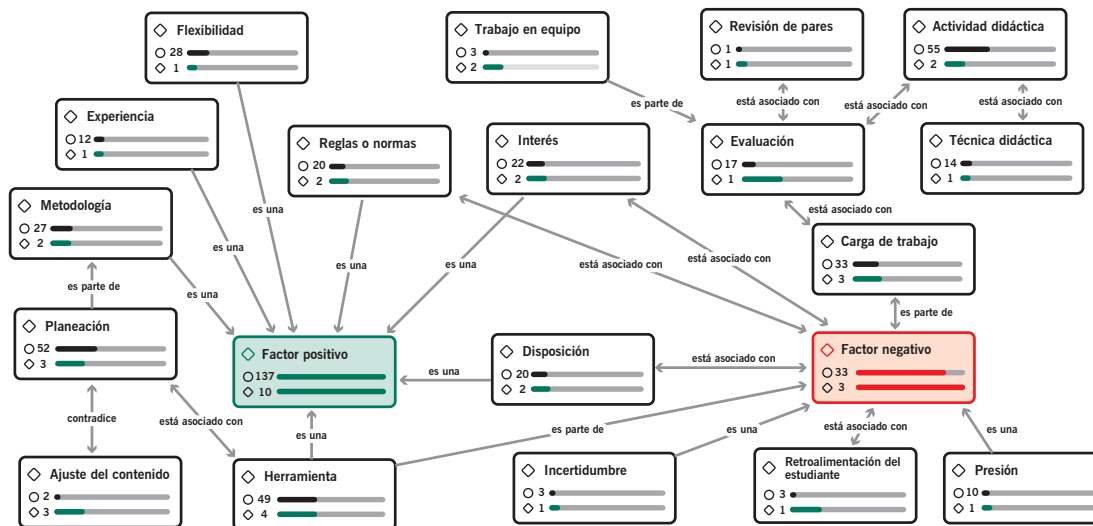 Flexibilidad
28
1
Trabajo en equipo
3
2
Revisión de pares
1
1
Actividad didáctica
55
2
es parte de
está asociado con
está asociado con
está asociado con
Experiencia
12
1
Reglas o normas
20
2
Interés
22
2
Evaluación
17
1
Técnica didáctica
14
1
Metodología
27
2
es una
es una
es una
es una
es una
está asociado con
está asociado con
está asociado con
Carga de trabajo
33
3
es parte de
es parte de
Planeación
52
3
Factor positivo
137
10
es una
Disposición
20
2
está asociado con
Factor negativo
33
3
contradice
está asociado con
es una
es parte de
es una
está asociado con
es una
Ajuste del contenido
2
3
Herramienta
49
4
Incertidumbre
3
1
Retroalimentación del
estudiante
3
1
Presión
10
1